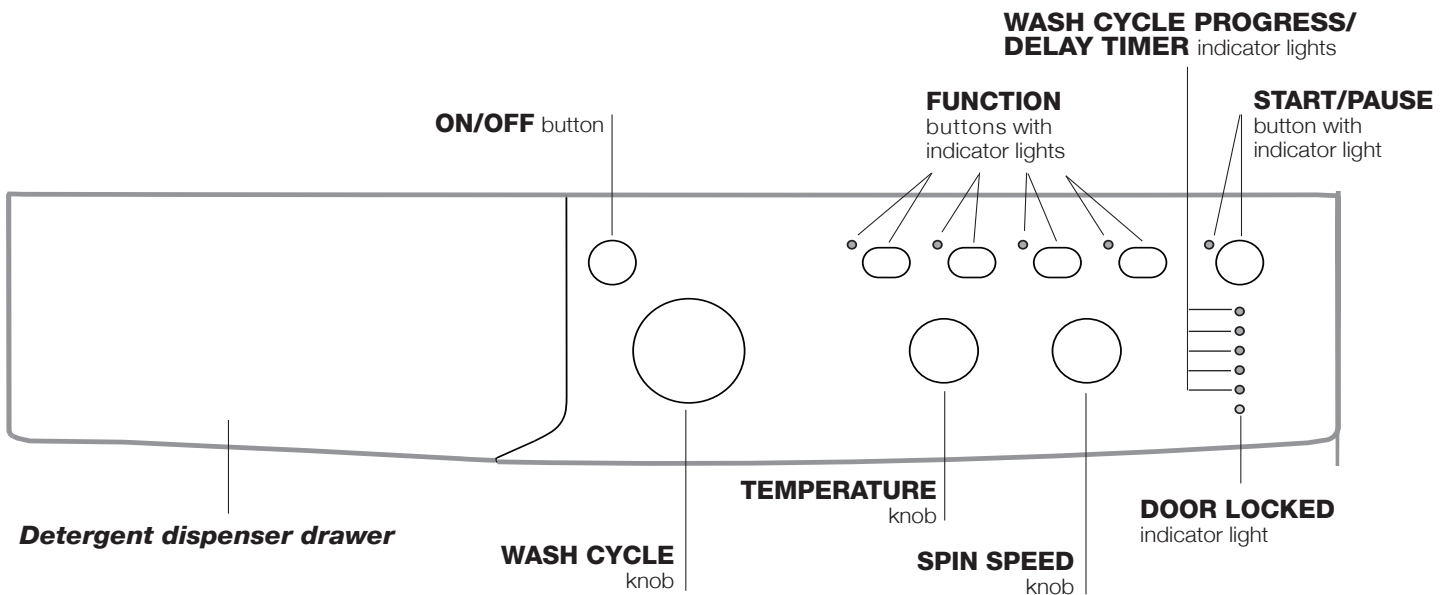 WASH CYCLE PROGRESS/
DELAY TIMER indicator lights
FUNCTION
buttons with
indicator lights
START/PAUSE
button with
indicator light
ON/OFF button
TEMPERATURE
knob
DOOR LOCKED
indicator light
Detergent dispenser drawer
WASH CYCLE
knob
SPIN SPEED
knob